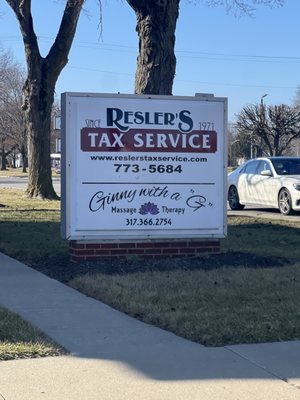 RESLER'S
SINCE 1971
TAX SERVICE
www.reslerstaxservice.com
773-5684
Ginny with a "G"
Massage Therapy
317.366.2754